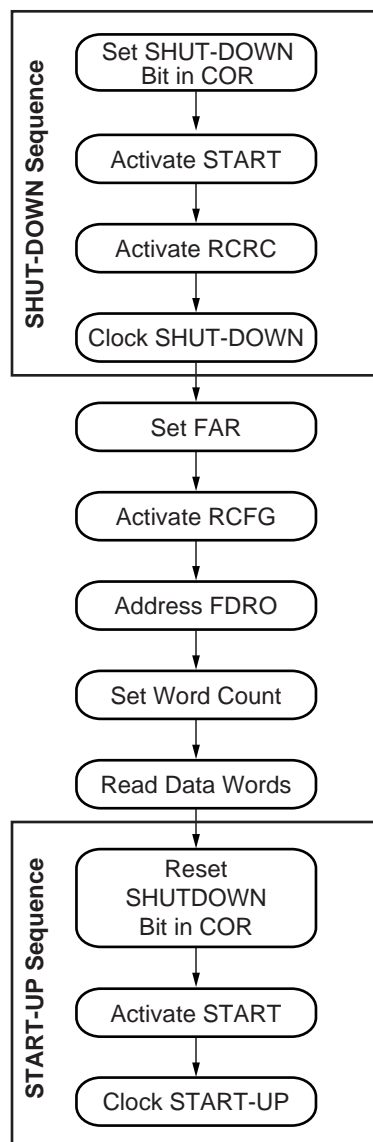 SHUT-DOWN Sequence
Set SHUT-DOWN
Bit in COR
Activate START
Activate RCRC
Clock SHUT-DOWN
Set FAR
Activate RCFG
Address FDRO
Set Word Count
Read Data Words
START-UP Sequence
Reset
SHUTDOWN
Bit in COR
Activate START
Clock START-UP